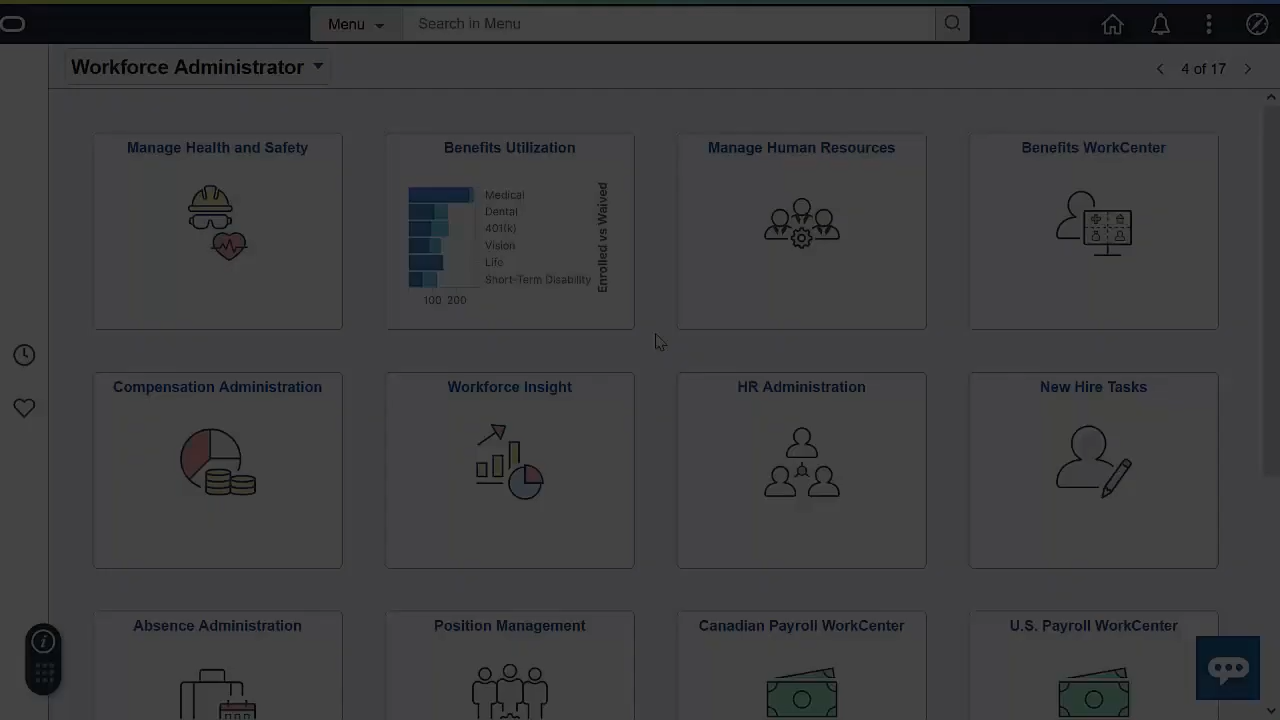 Menu
Search in Menu
Workforce Administrator
4 of 17
Manage Health and Safety
Benefits Utilization
Manage Human Resources
Benefits WorkCenter
Medical
Dental
401(k)
Vision
Life
Short-Term Disability
100 200
Enrolled vs Waived
Compensation Administration
Workforce Insight
HR Administration
New Hire Tasks
Absence Administration
Position Management
Canadian Payroll WorkCenter
U.S. Payroll WorkCenter